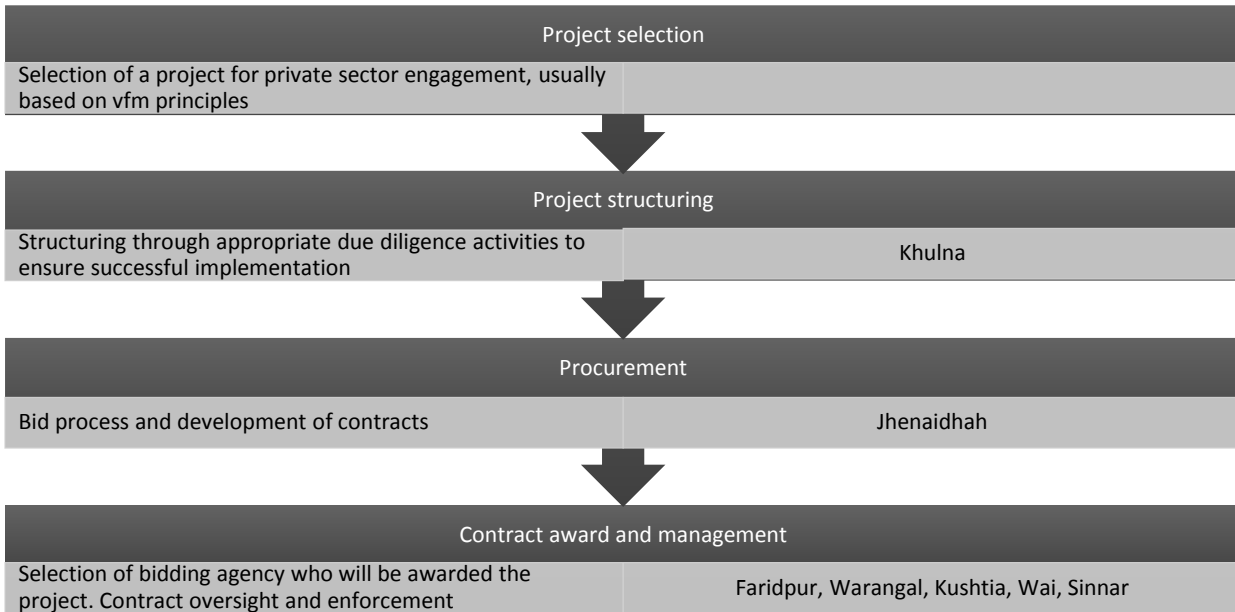 Project selection
Selection of a project for private sector engagement, usually
based on vfm principles
Project structuring
Structuring through appropriate due diligence activities to
ensure successful implementation
Khulna
Procurement
Bid process and development of contracts
Jhenaidhah
Contract award and management
Selection of bidding agency who will be awarded the
project. Contract oversight and enforcement
Faridpur, Warangal, Kushtia, Wai, Sinnar